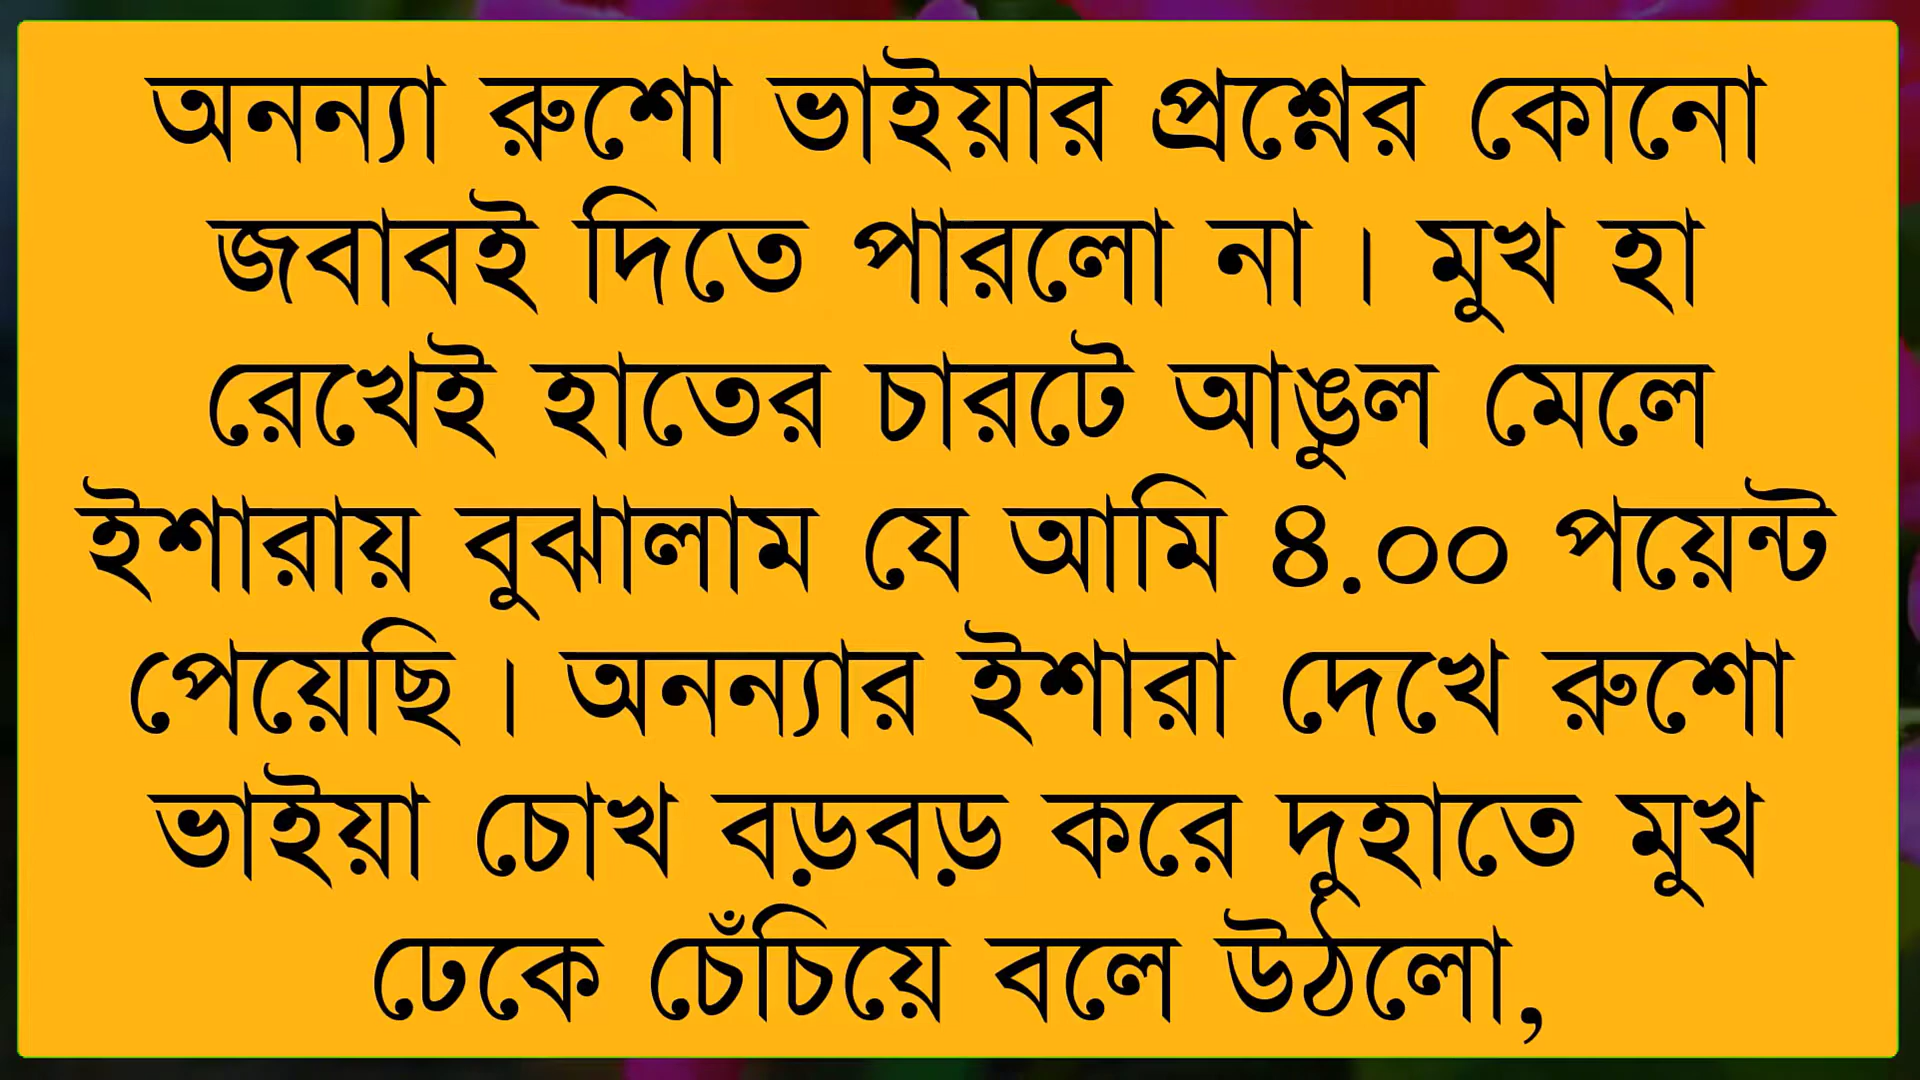 অনন্যা রুশো ভাইয়ার প্রশ্নের কোনো
জবাবই দিতে পারলো না। মুখ হা
রেখেই হাতের চারটে আঙুল মেলে
ইশারায় বুঝালাম যে আমি ৪.০০ পয়েন্ট
পেয়েছি। অনন্যার ইশারা দেখে রুশো
ভাইয়া চোখ বড়বড় করে দুহাতে মুখ
ঢেকে চেঁচিয়ে বলে উঠলো,